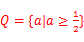 Q = {a|a ≥ 1/2}